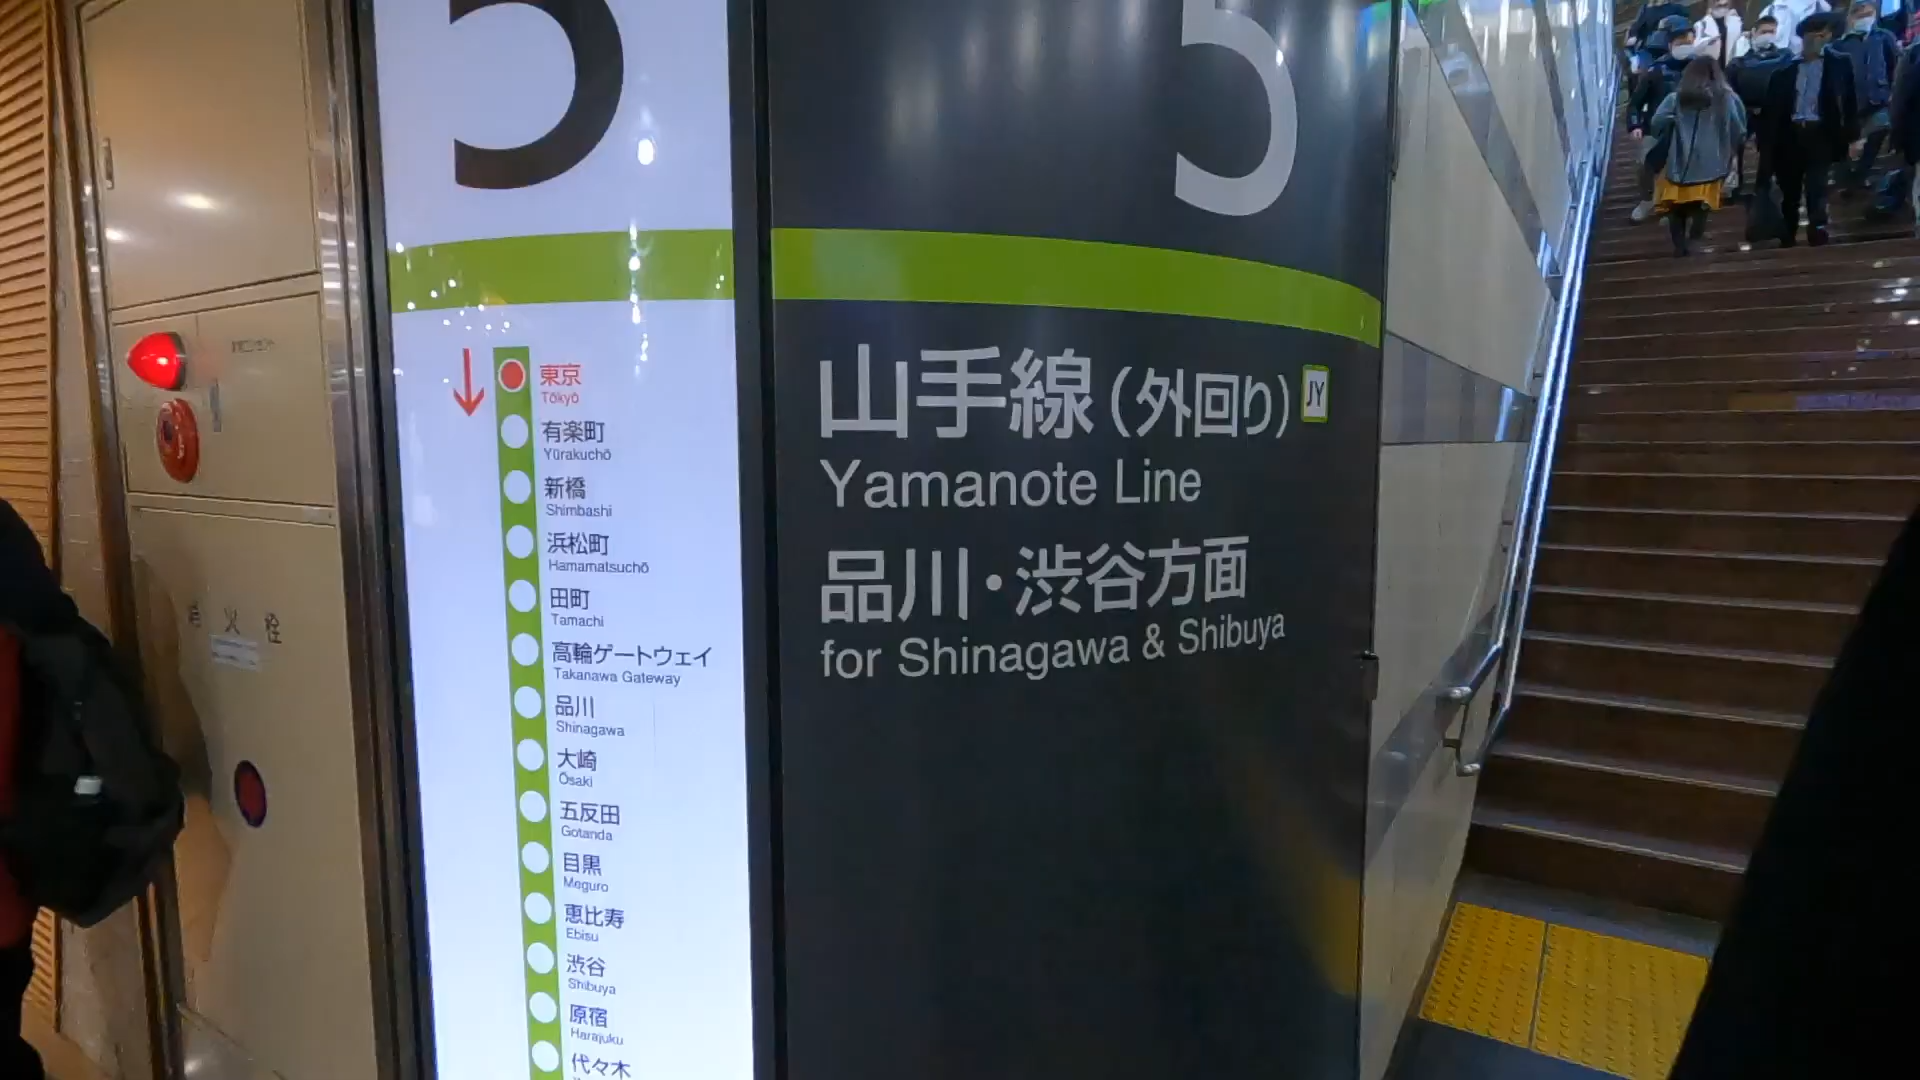 5
東京
Tōkyō
有楽町
Yūrakuchō
新橋
Shimbashi
浜松町
Hamamatsuchō
田町
Tamachi
高輪ゲートウェイ
Takanawa Gateway
品川
Shinagawa
大崎
Ōsaki
五反田
Gotanda
目黒
Meguro
恵比寿
Ebisu
渋谷
Shibuya
原宿
Harajuku
代々木
5
山手線(外回り) JY
Yamanote Line
品川・渋谷方面
for Shinagawa & Shibuya
消火栓